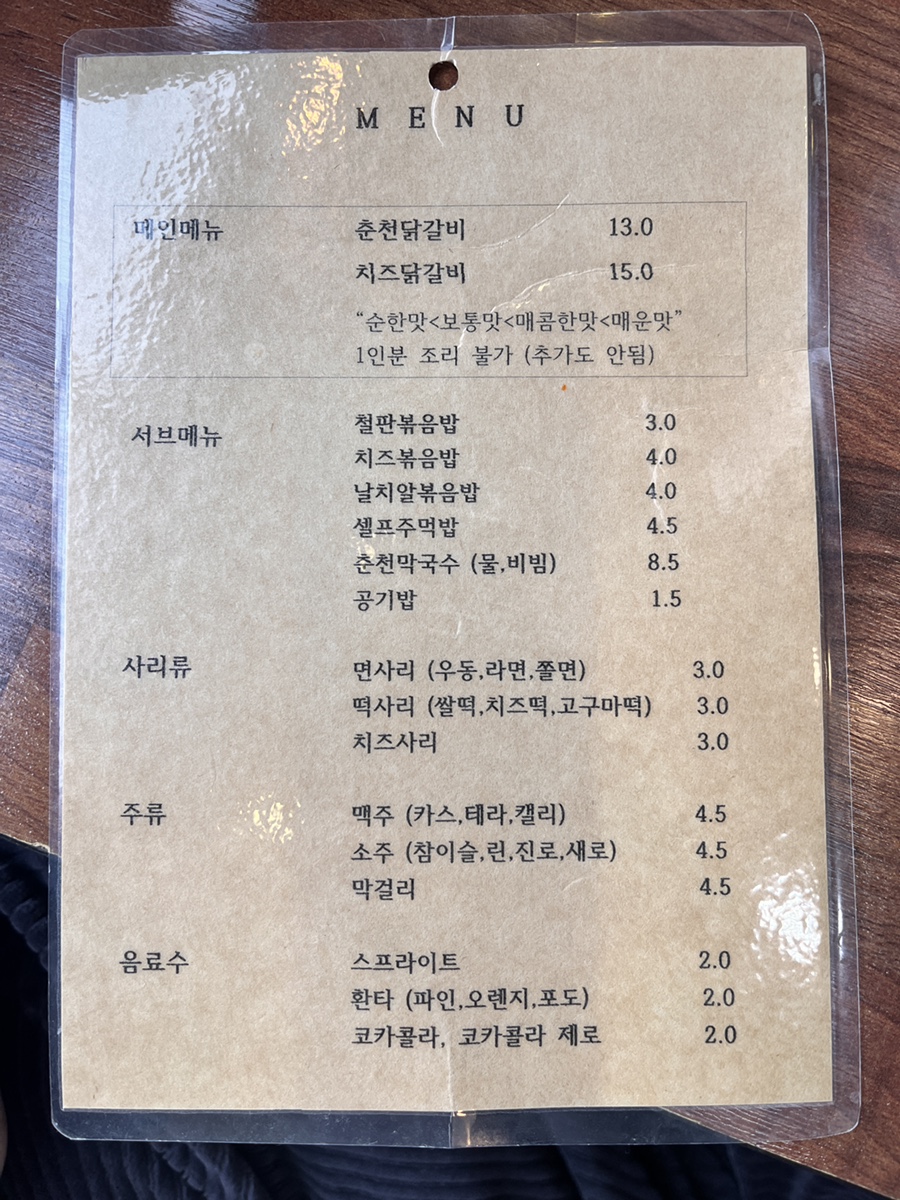 MENU
메인메뉴 춘천닭갈비 13.0
치즈닭갈비 15.0
“순한맛<보통맛<매콤한맛<매운맛”
1인분 조리 불가 (추가도 안됨)
서브메뉴 철판볶음밥 3.0
치즈볶음밥 4.0
날치알볶음밥 4.0
셀프주먹밥 4.5
춘천막국수 (물,비빔) 8.5
공기밥 1.5
사리류 면사리 (우동,라면,쫄면) 3.0
떡사리 (쌀떡,치즈떡,고구마떡) 3.0
치즈사리 3.0
주류 맥주 (카스,테라,캘리) 4.5
소주 (참이슬,린,진로,새로) 4.5
막걸리 4.5
음료수 스프라이트 2.0
환타 (파인,오렌지,포도) 2.0
코카콜라, 코카콜라 제로 2.0